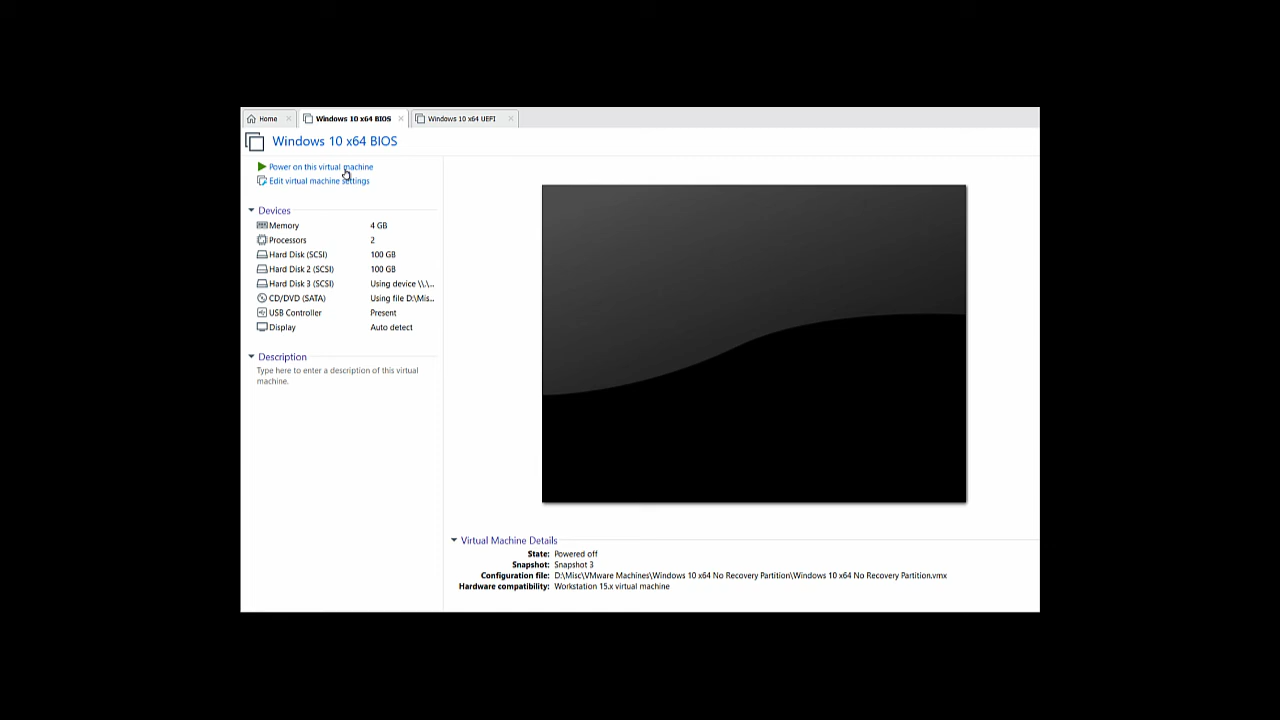 Home
Windows 10 x64 BIOS
Windows 10 x64 UEFI
Windows 10 x64 BIOS
Power on this virtual machine
Edit virtual machine settings
Devices
Memory 4 GB
Processors 2
Hard Disk (SCSI) 100 GB
Hard Disk 2 (SCSI) 100 GB
Hard Disk 3 (SCSI) Using device \\.\...
CD/DVD (SATA) Using file D:\Mis...
USB Controller Present
Display Auto detect
Description
Type here to enter a description of this virtual
machine.
Virtual Machine Details
State: Powered off
Snapshot: Snapshot 3
Configuration file: D:\Misc\VMware Machines\Windows 10 x64 No Recovery Partition\Windows 10 x64 No Recovery Partition.vmx
Hardware compatibility: Workstation 15.x virtual machine